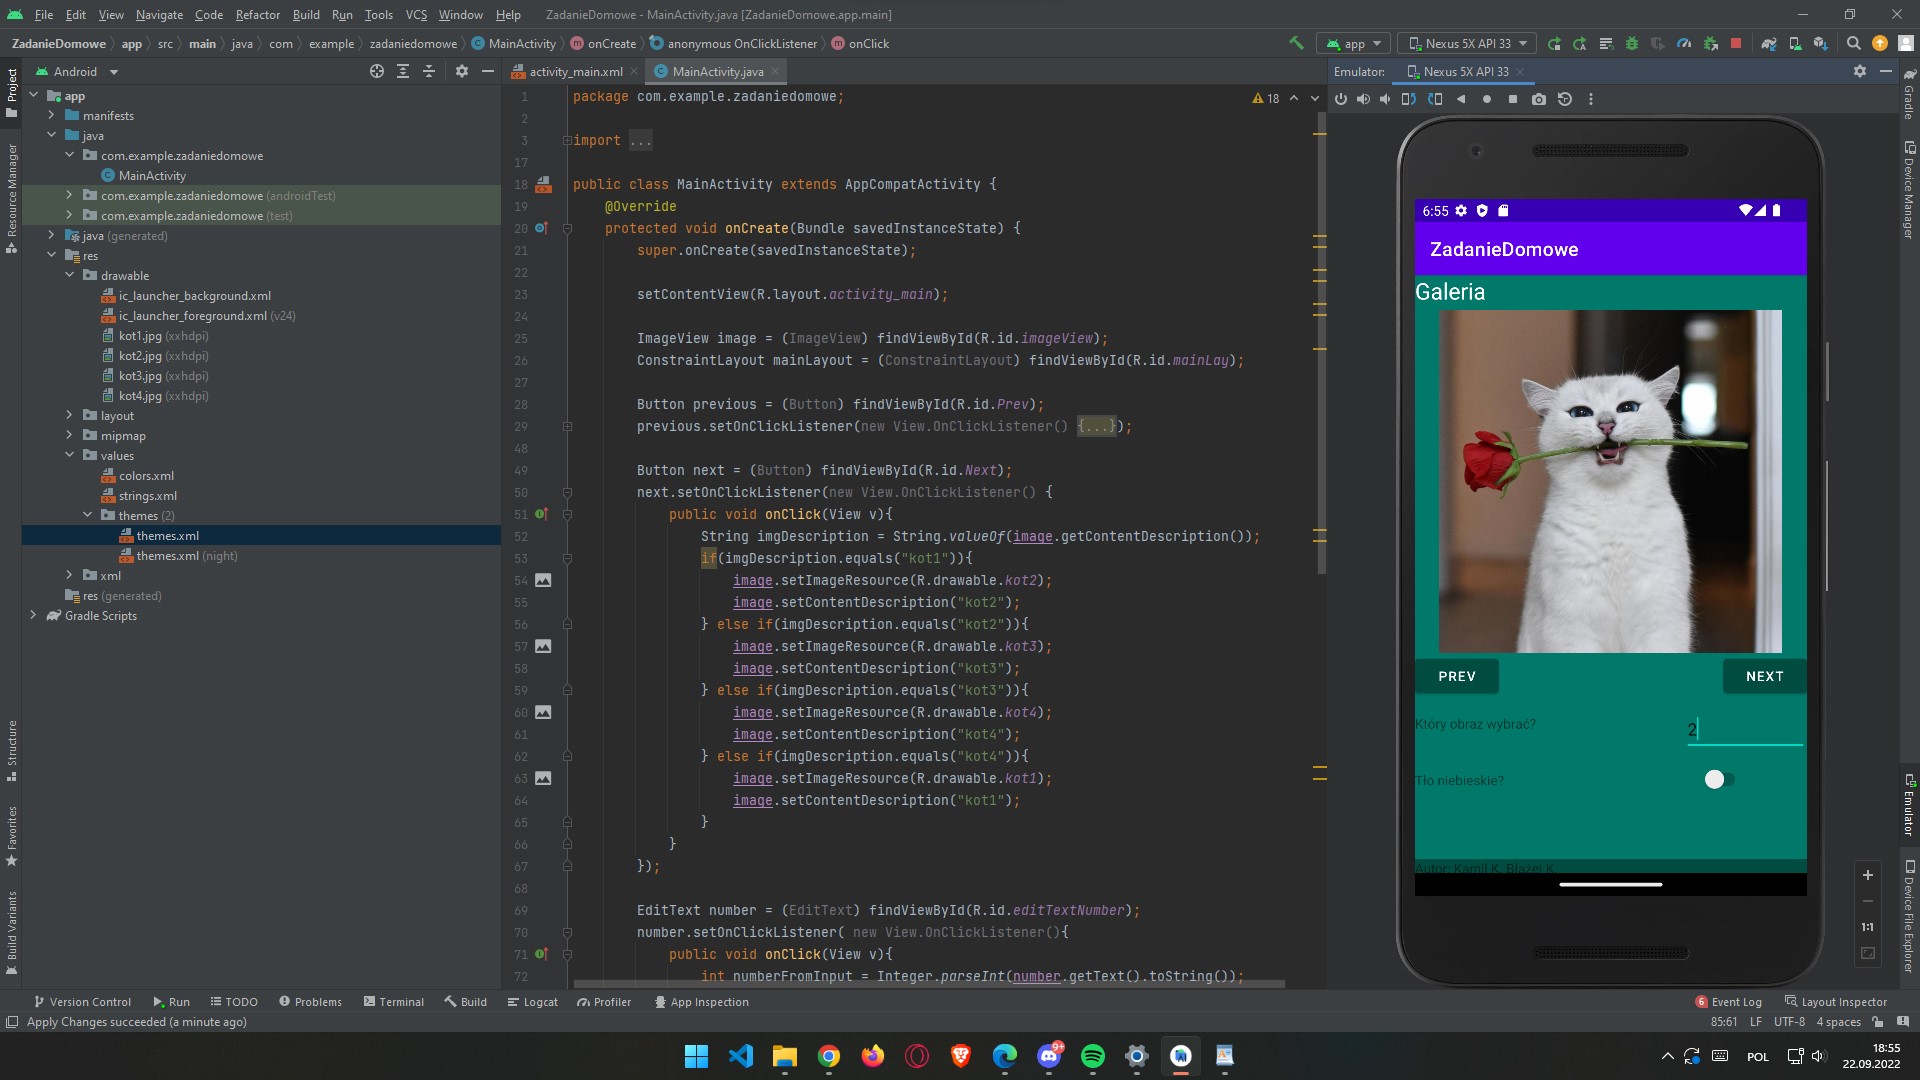 File Edit View Navigate Code Refactor Build Run Tools VCS Window Help ZadanieDomowe - MainActivity.java [ZadanieDomowe.app.main]
ZadanieDomowe app src main java com example zadaniedomowe MainActivity onCreate anonymous OnClickListener onClick app Nexus 5X API 33
Android
activity_main.xml MainActivity.java
Emulator: Nexus 5X API 33
Project
Resource Manager
Structure
Favorites
Build Variants
app
manifests
java
com.example.zadaniedomowe
MainActivity
com.example.zadaniedomowe (androidTest)
com.example.zadaniedomowe (test)
java (generated)
res
drawable
ic_launcher_background.xml
ic_launcher_foreground.xml (v24)
kot1.jpg (xxhdpi)
kot2.jpg (xxhdpi)
kot3.jpg (xxhdpi)
kot4.jpg (xxhdpi)
layout
mipmap
values
colors.xml
strings.xml
themes (2)
themes.xml
themes.xml (night)
xml
res (generated)
Gradle Scripts
18
1 package com.example.zadaniedomowe;
2
3 import ...
17
18 public class MainActivity extends AppCompatActivity {
19 @Override
20 protected void onCreate(Bundle savedInstanceState) {
21 super.onCreate(savedInstanceState);
22
23 setContentView(R.layout.activity_main);
24
25 ImageView image = (ImageView) findViewById(R.id.imageView);
26 ConstraintLayout mainLayout = (ConstraintLayout) findViewById(R.id.mainLay);
27
28 Button previous = (Button) findViewById(R.id.Prev);
29 previous.setOnClickListener(new View.OnClickListener() {...});
48
49 Button next = (Button) findViewById(R.id.Next);
50 next.setOnClickListener(new View.OnClickListener() {
51 public void onClick(View v){
52 String imgDescription = String.valueOf(image.getContentDescription());
53 if(imgDescription.equals("kot1")){
54 image.setImageResource(R.drawable.kot2);
55 image.setContentDescription("kot2");
56 } else if(imgDescription.equals("kot2")){
57 image.setImageResource(R.drawable.kot3);
58 image.setContentDescription("kot3");
59 } else if(imgDescription.equals("kot3")){
60 image.setImageResource(R.drawable.kot4);
61 image.setContentDescription("kot4");
62 } else if(imgDescription.equals("kot4")){
63 image.setImageResource(R.drawable.kot1);
64 image.setContentDescription("kot1");
65 }
66 }
67 });
68
69 EditText number = (EditText) findViewById(R.id.editTextNumber);
70 number.setOnClickListener( new View.OnClickListener(){
71 public void onClick(View v){
72 int numberFromInput = Integer.parseInt(number.getText().toString());
6:55
ZadanieDomowe
Galeria
PREV NEXT
Który obraz wybrać? 2
Tło niebieskie?
Autor: Kamil K, Błażej K
1:1
Gradle
Device Manager
Emulator
Device File Explorer
Version Control Run TODO Problems Terminal Build Logcat Profiler App Inspection 6 Event Log Layout Inspector
Apply Changes succeeded (a minute ago) 85:61 LF UTF-8 4 spaces
9+
POL
18:55
22.09.2022